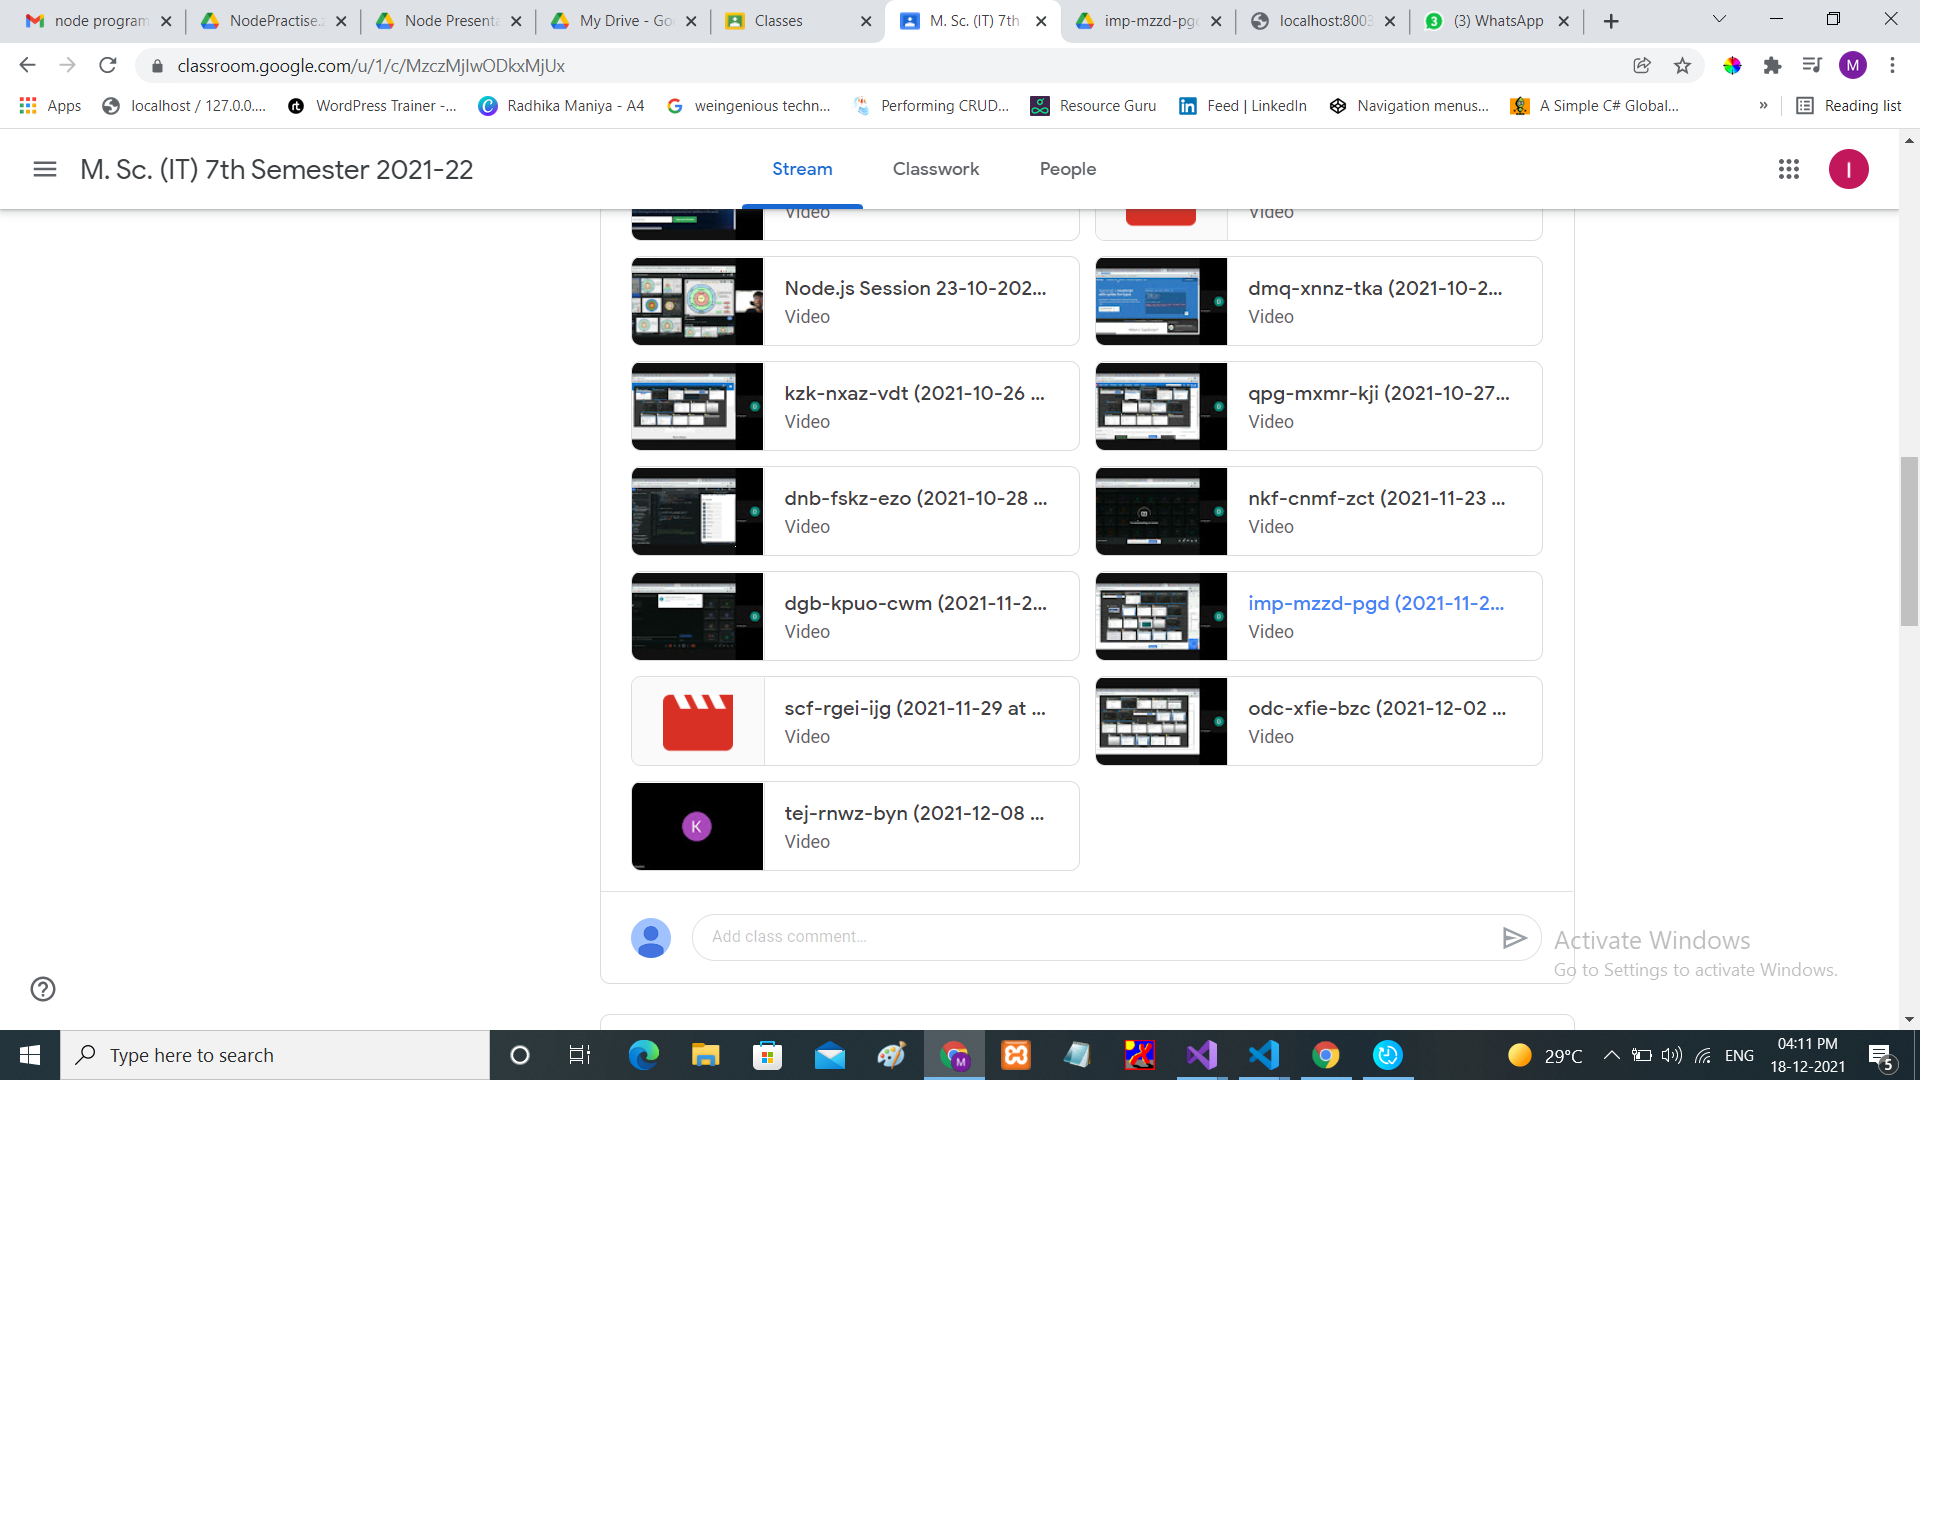 node program
NodePractise.z
Node Presenta
My Drive - Go
Classes
M. Sc. (IT) 7th
imp-mzzd-pgd
localhost:8003
(3) WhatsApp
classroom.google.com/u/1/c/MzczMjIwODkxMjUx
M
Apps
localhost / 127.0.0....
WordPress Trainer -...
Radhika Maniya - A4
weingenious techn...
Performing CRUD...
Resource Guru
Feed | LinkedIn
Navigation menus...
A Simple C# Global...
»
Reading list
M. Sc. (IT) 7th Semester 2021-22
Stream
Classwork
People
I
Video
Video
Node.js Session 23-10-202...
Video
dmq-xnnz-tka (2021-10-2...
Video
kzk-nxaz-vdt (2021-10-26 ...
Video
qpg-mxmr-kji (2021-10-27...
Video
dnb-fskz-ezo (2021-10-28 ...
Video
nkf-cnmf-zct (2021-11-23 ...
Video
dgb-kpuo-cwm (2021-11-2...
Video
imp-mzzd-pgd (2021-11-2...
Video
scf-rgei-ijg (2021-11-29 at ...
Video
odc-xfie-bzc (2021-12-02 ...
Video
K
tej-rnwz-byn (2021-12-08 ...
Video
Add class comment...
Activate Windows
Go to Settings to activate Windows.
Type here to search
29°C
ENG
04:11 PM
18-12-2021
5